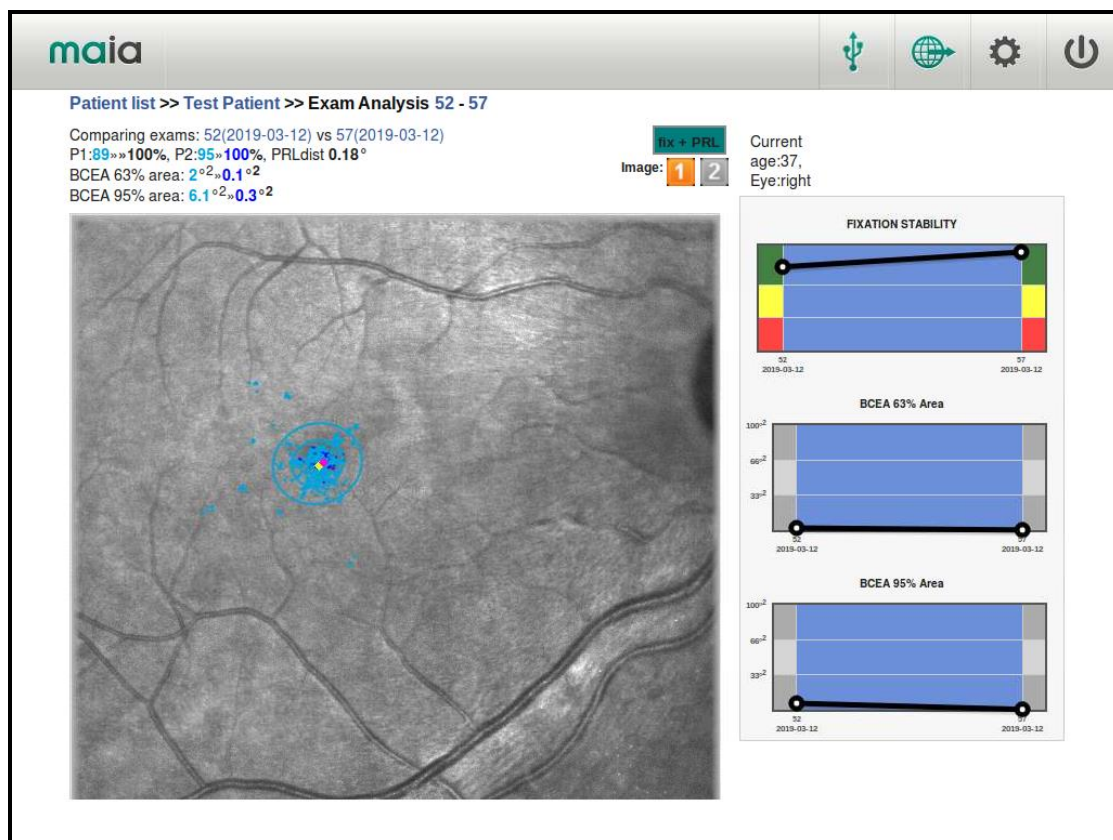 maia
Patient list >> Test Patient >> Exam Analysis 52 - 57
Comparing exams: 52(2019-03-12) vs 57(2019-03-12)
P1:89»»100%, P2:95»100%, PRLdist 0.18°
BCEA 63% area: 2°²»0.1°²
BCEA 95% area: 6.1°²»0.3°²
fix + PRL
Image: 1 2
Current
age:37,
Eye:right
FIXATION STABILITY
52 57
2019-03-12 2019-03-12
BCEA 63% Area
100°²
66°²
33°²
52 57
2019-03-12 2019-03-12
BCEA 95% Area
100°²
66°²
33°²
52 57
2019-03-12 2019-03-12